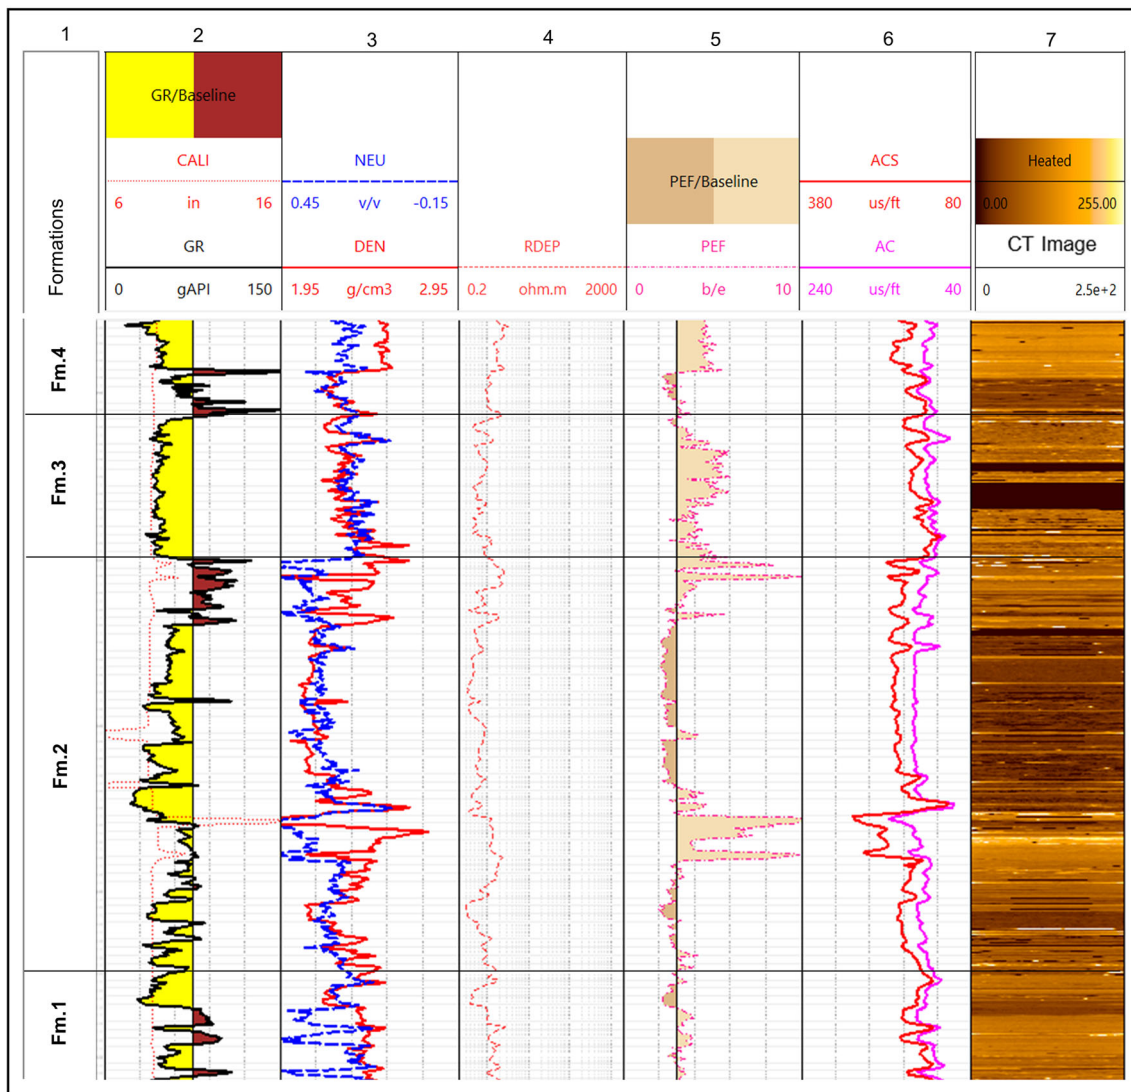 1 2 3 4 5 6 7
Formations
GR/Baseline
CALI
6 in 16
GR
0 gAPI 150
NEU
0.45 v/v -0.15
DEN
1.95 g/cm3 2.95
RDEP
0.2 ohm.m 2000
PEF/Baseline
PEF
0 b/e 10
ACS
380 us/ft 80
AC
240 us/ft 40
Heated
0.00 255.00
CT Image
0 2.5e+2
Fm.4
Fm.3
Fm.2
Fm.1